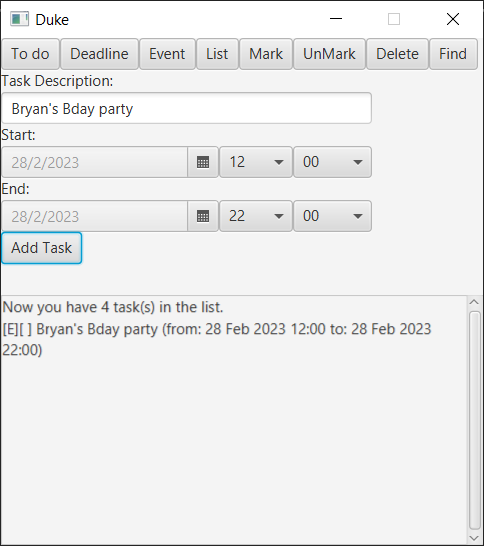 Duke
To do Deadline Event List Mark UnMark Delete Find
Task Description:
Bryan's Bday party
Start:
28/2/2023 12 00
End:
28/2/2023 22 00
Add Task
Now you have 4 task(s) in the list.
[E][ ] Bryan's Bday party (from: 28 Feb 2023 12:00 to: 28 Feb 2023
22:00)